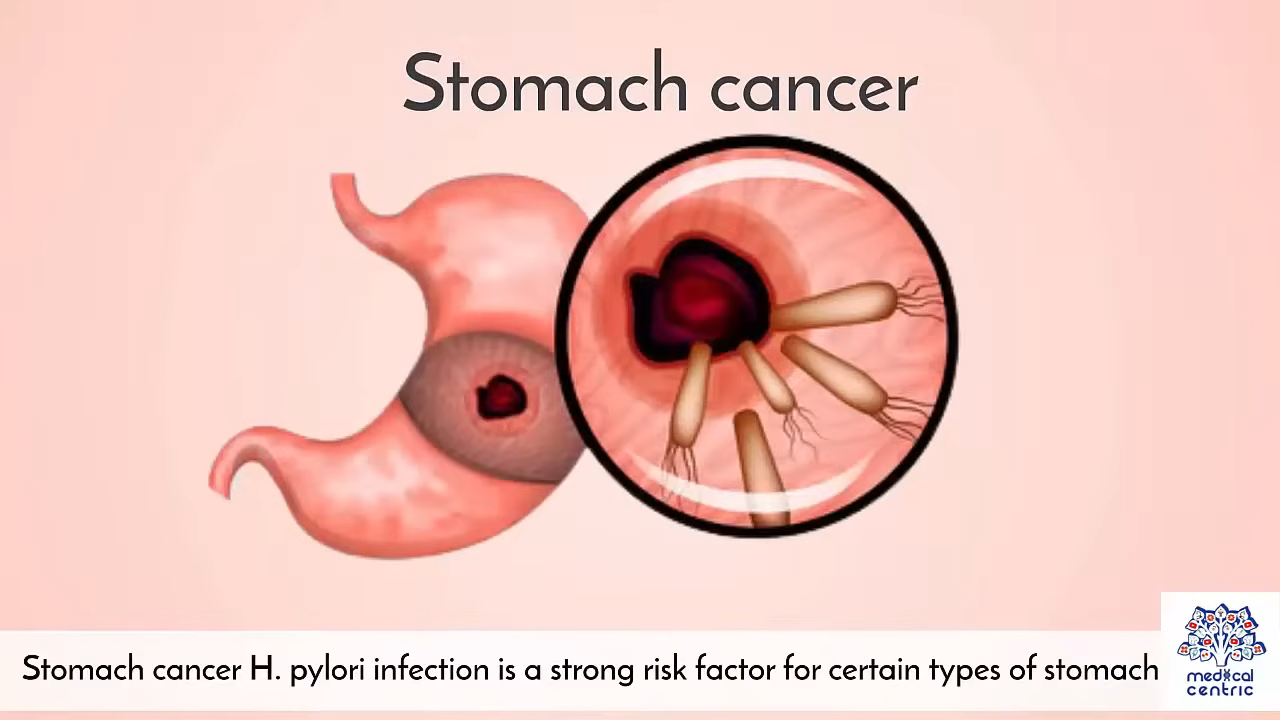 Stomach cancer
Stomach cancer H. pylori infection is a strong risk factor for certain types of stomach
medical
centric